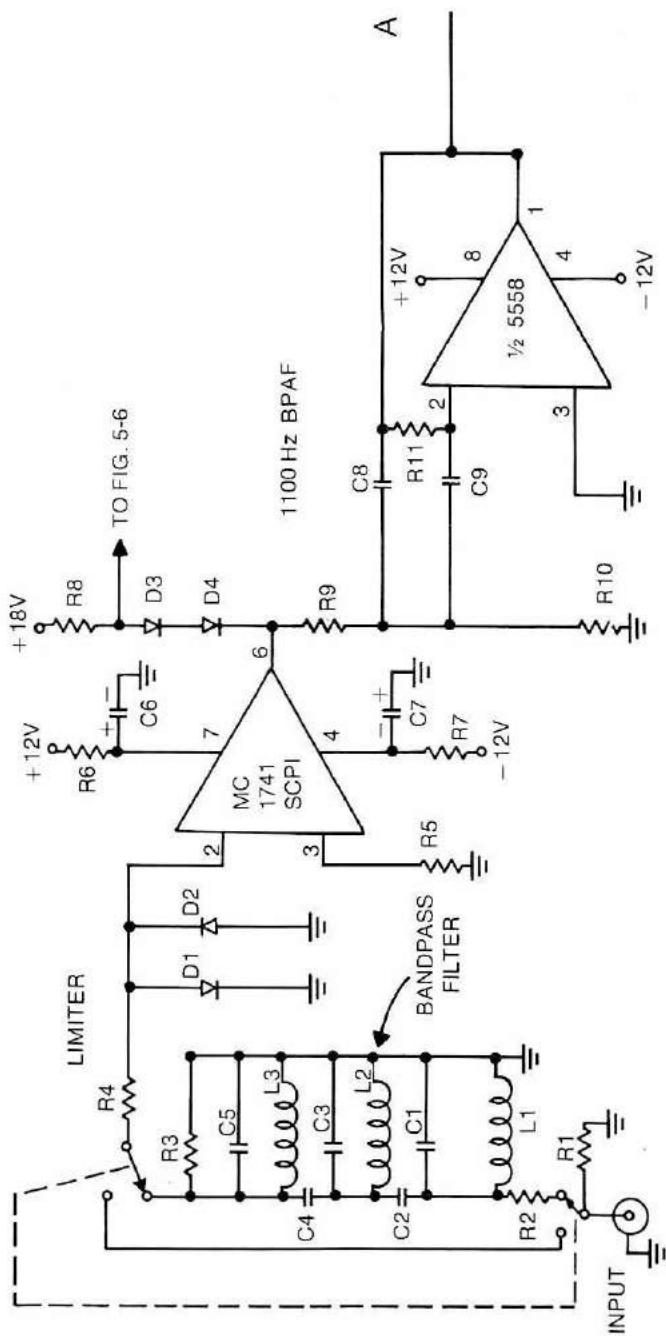 INPUT
R1
R2
L1
C1
C2
L2
C3
C4
L3
C5
R3
BANDPASS
FILTER
R4
LIMITER
D1
D2
2
3
R5
MC
1741
SCPI
7
4
6
+12V
R6
+ -
C6
- +
C7
R7
-12V
+18V
R8
TO FIG. 5-6
D3
D4
R9
R10
1100 Hz BPAF
C8
R11
C9
2
3
½ 5558
+12V
8
4
-12V
1
A